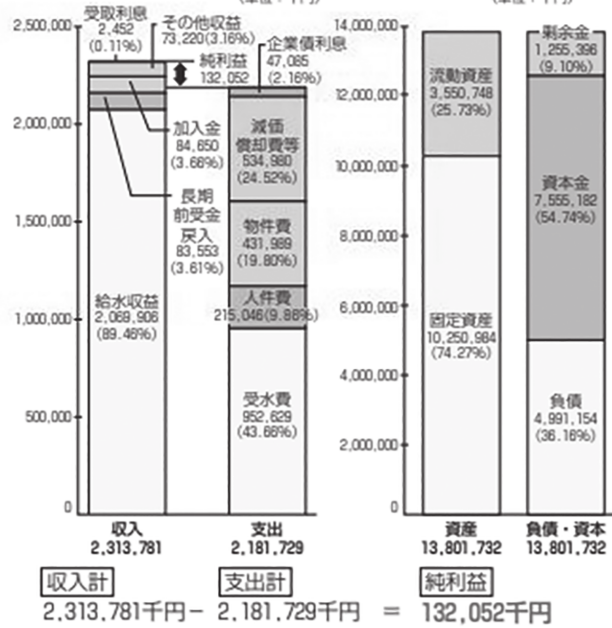 受取利息
2,452
(0.11%)
その他収益
73,220(3.16%)
純利益
132,052
企業債利息
47,085
(2.16%)
2,500,000
2,000,000
1,500,000
1,000,000
500,000
0
加入金
84,650
(3.66%)
長期
前受金
戻入
83,553
(3.61%)
給水収益
2,069,906
(89.46%)
減価
償却費等
534,980
(24.52%)
物件費
431,989
(19.80%)
人件費
215,046(9.86%)
受水費
952,629
(43.66%)
収入
2,313,781
支出
2,181,729
14,000,000
12,000,000
10,000,000
8,000,000
6,000,000
4,000,000
2,000,000
0
流動資産
3,550,748
(25.73%)
固定資産
10,250,984
(74.27%)
剰余金
1,255,396
(9.10%)
資本金
7,555,182
(54.74%)
負債
4,991,154
(36.16%)
資産
13,801,732
負債・資本
13,801,732
収入計 支出計 純利益
2,313,781千円− 2,181,729千円 = 132,052千円